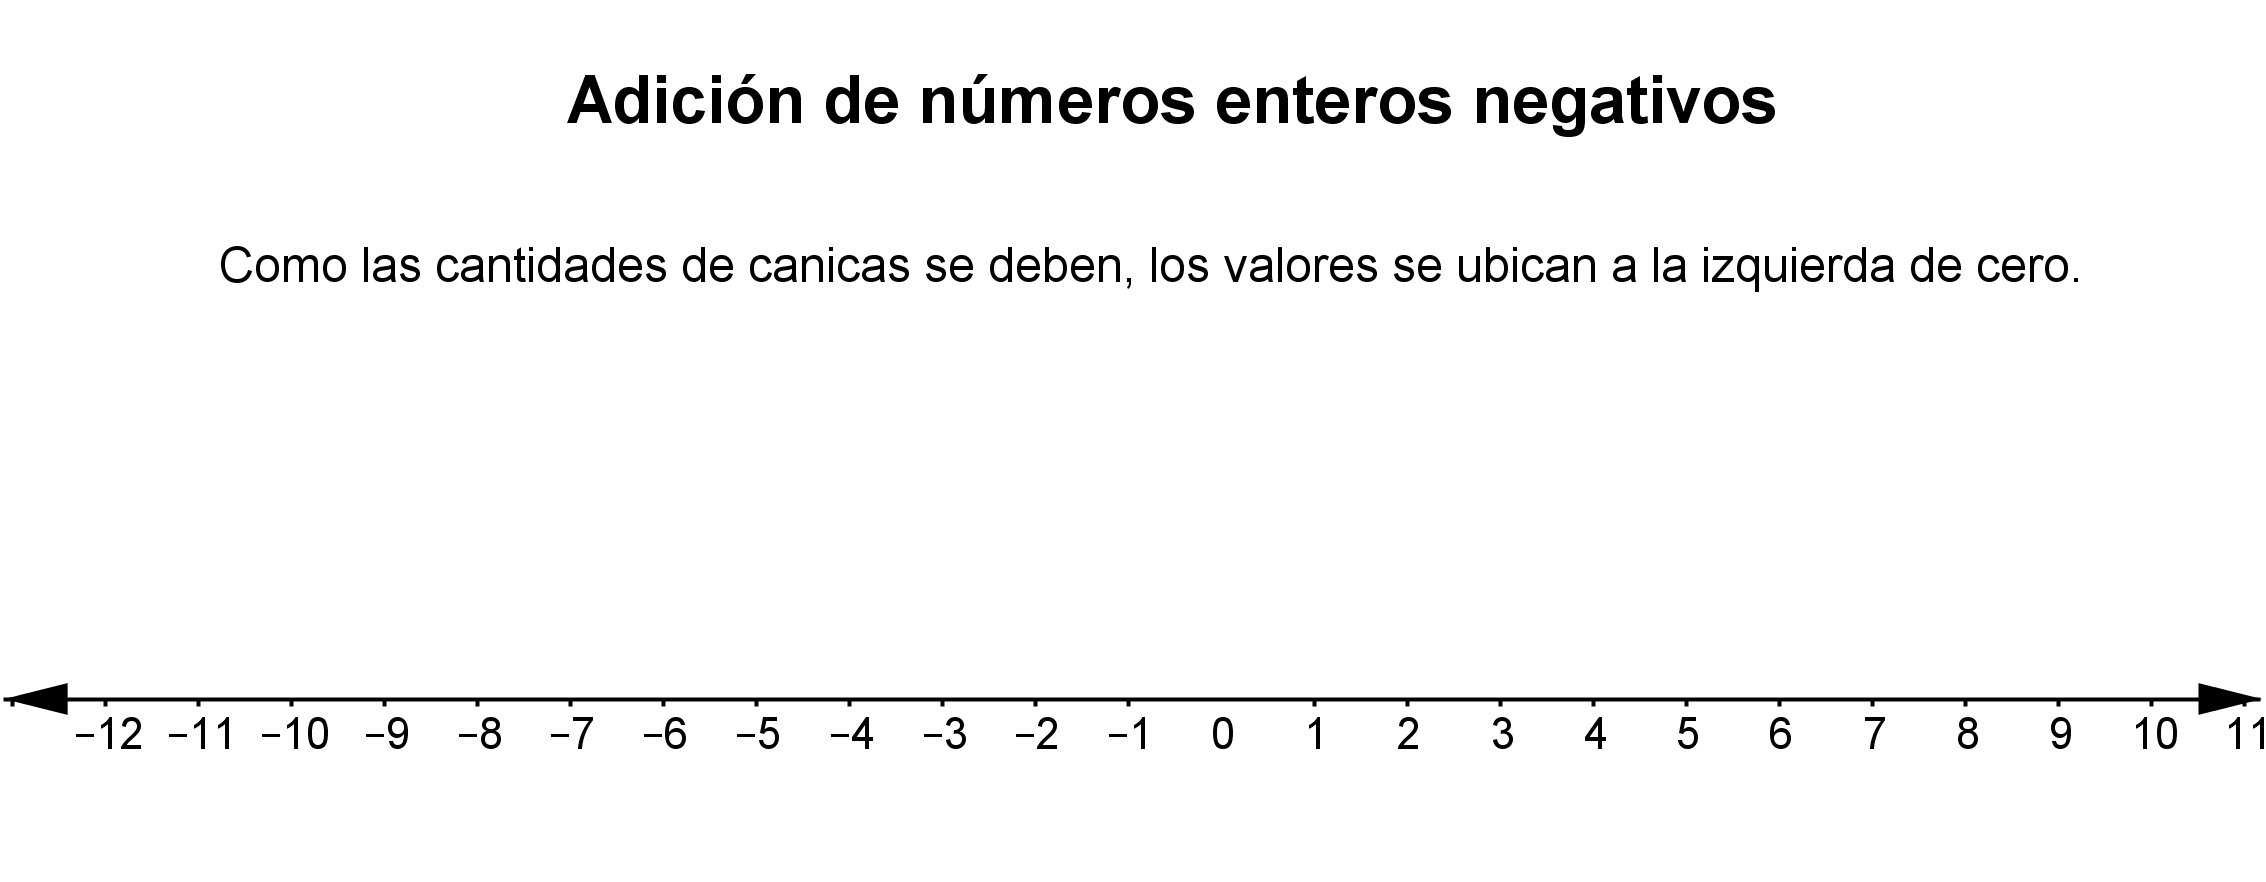 Adición de números enteros negativos
Como las cantidades de canicas se deben, los valores se ubican a la izquierda de cero.
−12 −11 −10 −9 −8 −7 −6 −5 −4 −3 −2 −1 0 1 2 3 4 5 6 7 8 9 10 11